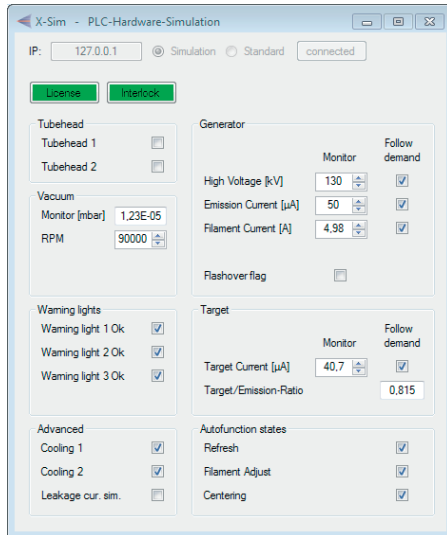 X-Sim - PLC-Hardware-Simulation
IP: 127.0.0.1 Simulation Standard connected
License Interlock
Tubehead
Tubehead 1
Tubehead 2
Vacuum
Monitor [mbar] 1,23E-05
RPM 90000
Warning lights
Warning light 1 Ok
Warning light 2 Ok
Warning light 3 Ok
Advanced
Cooling 1
Cooling 2
Leakage cur. sim.
Generator
Monitor Follow demand
High Voltage [kV] 130
Emission Current [µA] 50
Filament Current [A] 4,98
Flashover flag
Target
Monitor Follow demand
Target Current [µA] 40,7
Target/Emission-Ratio 0,815
Autofunction states
Refresh
Filament Adjust
Centering